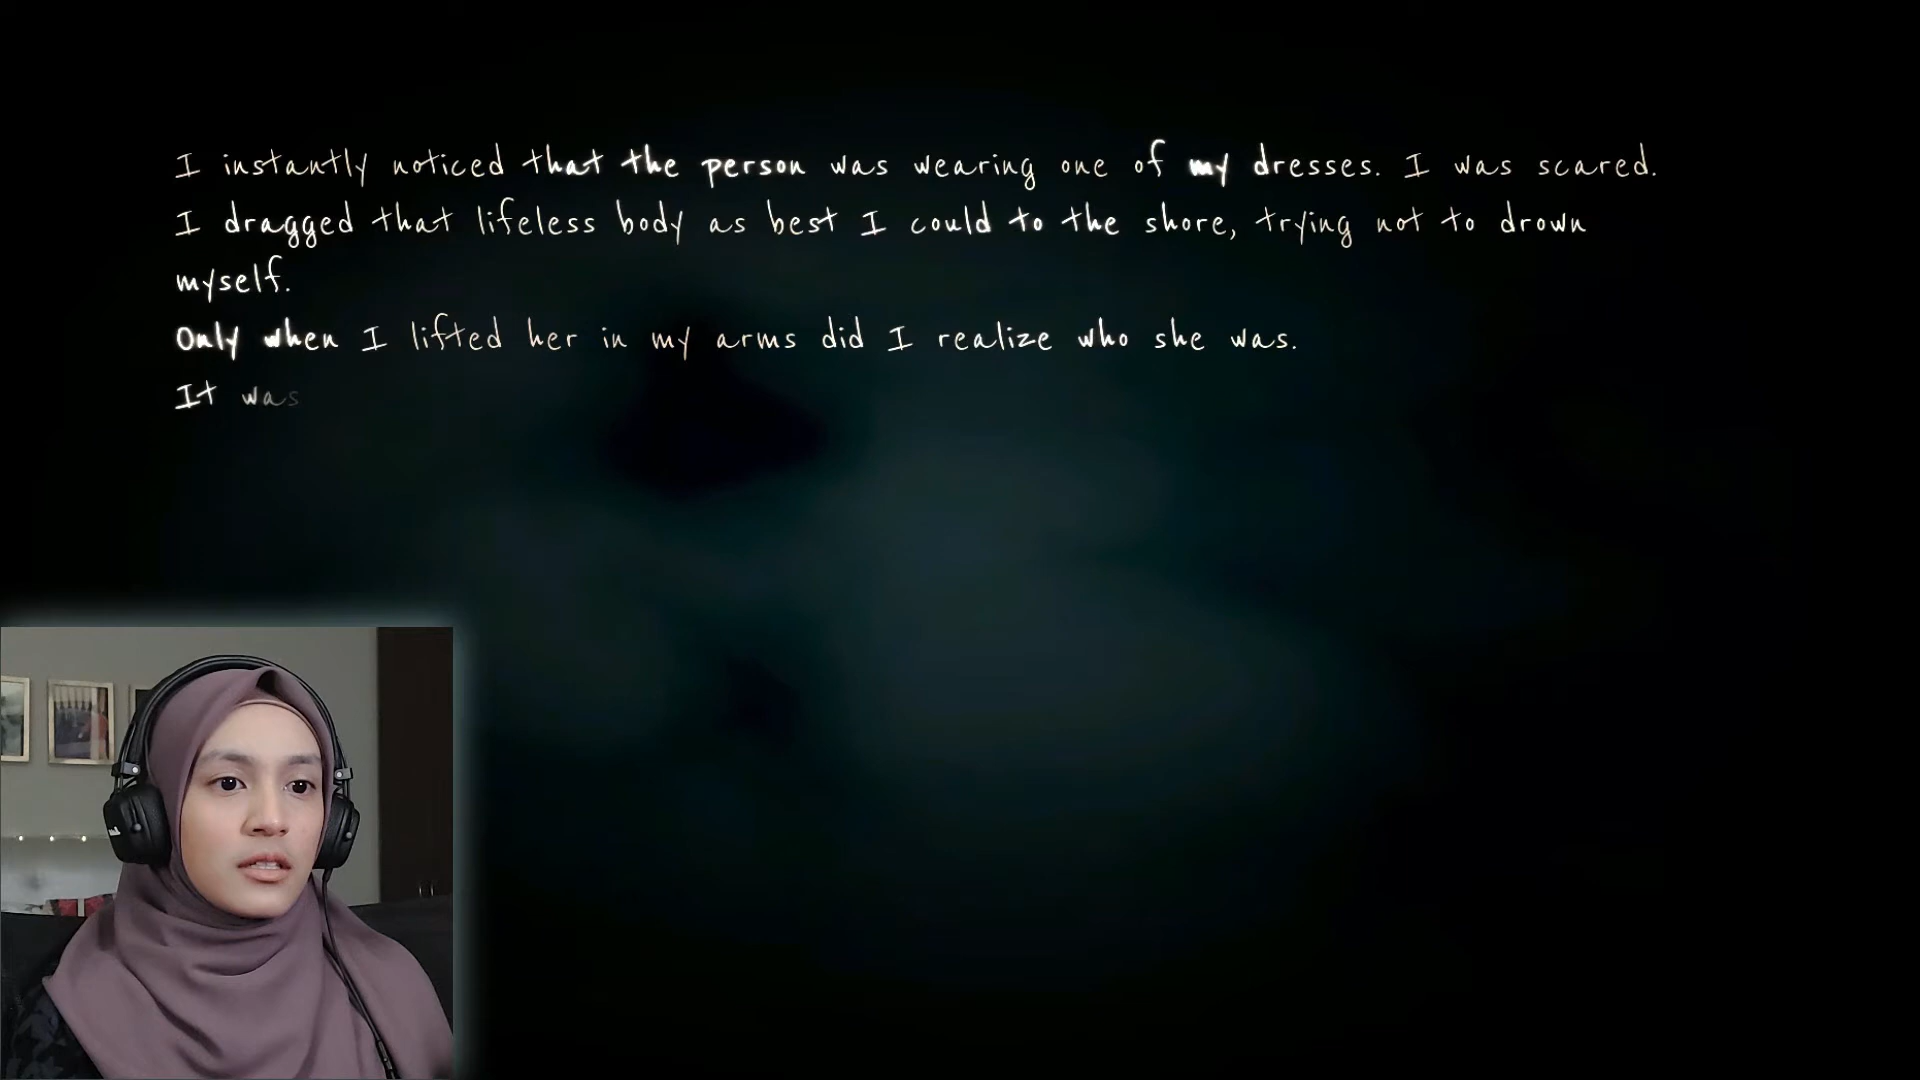 I instantly noticed that the person was wearing one of my dresses. I was scared.
I dragged that lifeless body as best I could to the shore, trying not to drown
myself.
Only when I lifted her in my arms did I realize who she was.
It was